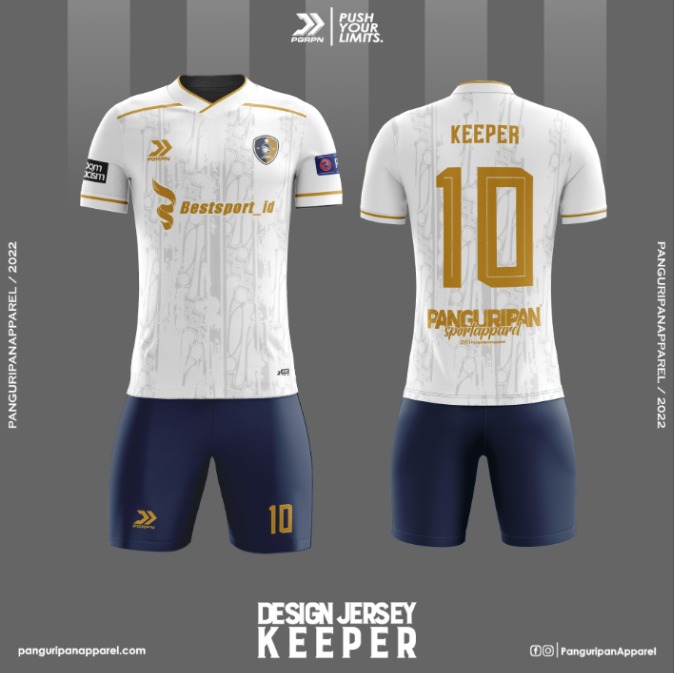 PGRPN
PUSH
YOUR
LIMITS.
PGRPN
Bestsport_id
KEEPER
10
PANGURIPAN
sportapparel
PGRPN
10
PANGURIPANAPPAREL / 2022
PANGURIPANAPPAREL / 2022
DESIGN JERSEY
KEEPER
panguripanapparel.com
PanguripanApparel